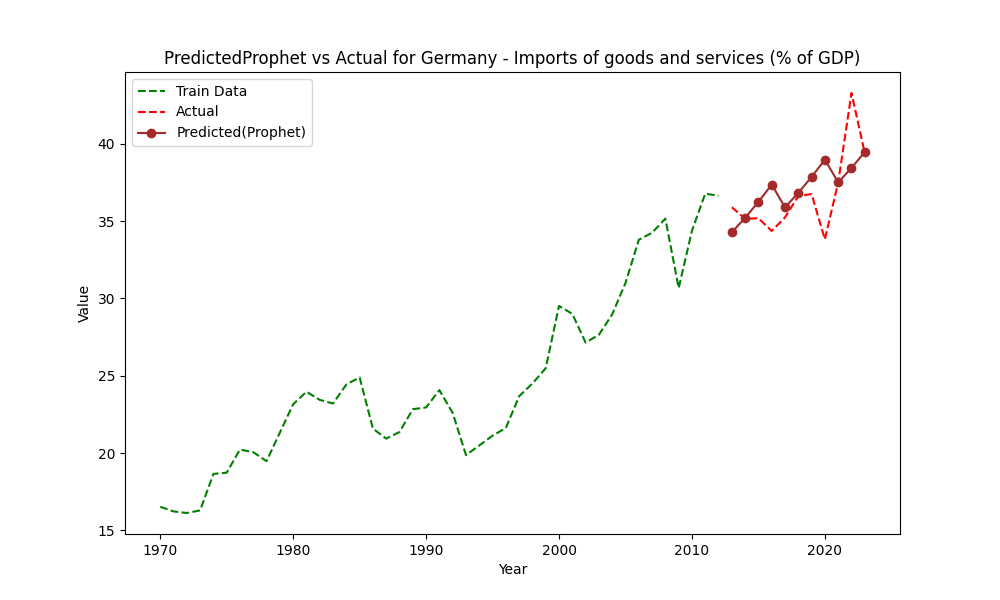 PredictedProphet vs Actual for Germany - Imports of goods and services (% of GDP)
Train Data
Actual
Predicted(Prophet)
40
35
30
25
20
15
Value
1970 1980 1990 2000 2010 2020
Year